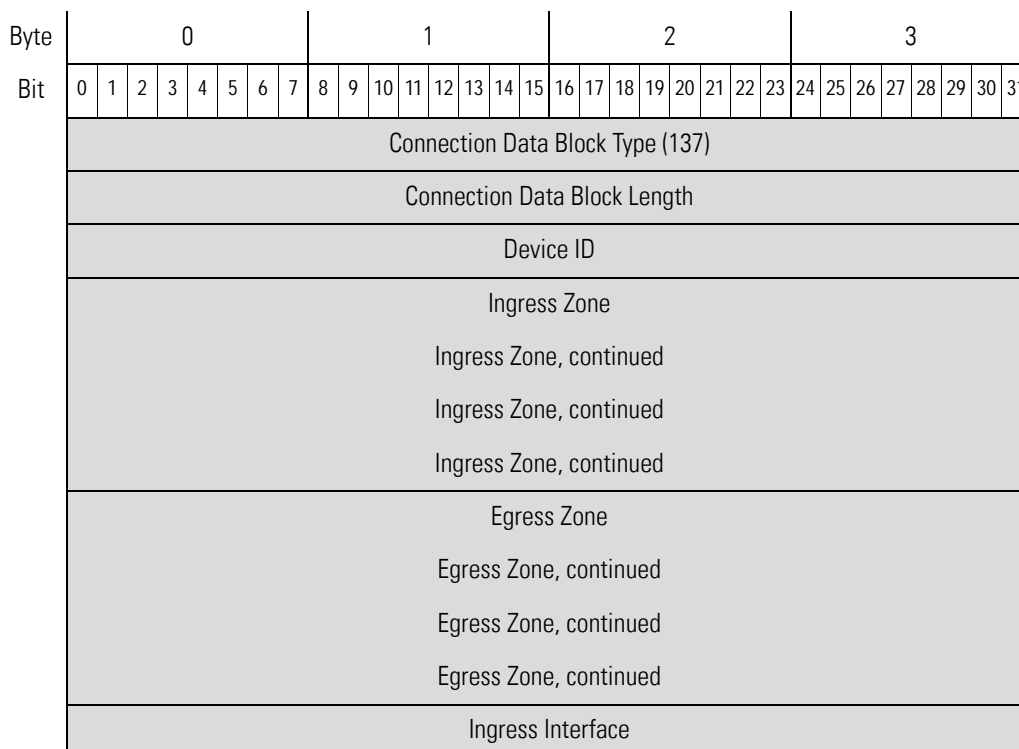 Byte 0 1 2 3
Bit 0 1 2 3 4 5 6 7 8 9 10 11 12 13 14 15 16 17 18 19 20 21 22 23 24 25 26 27 28 29 30 31
Connection Data Block Type (137)
Connection Data Block Length
Device ID
Ingress Zone
Ingress Zone, continued
Ingress Zone, continued
Ingress Zone, continued
Egress Zone
Egress Zone, continued
Egress Zone, continued
Egress Zone, continued
Ingress Interface